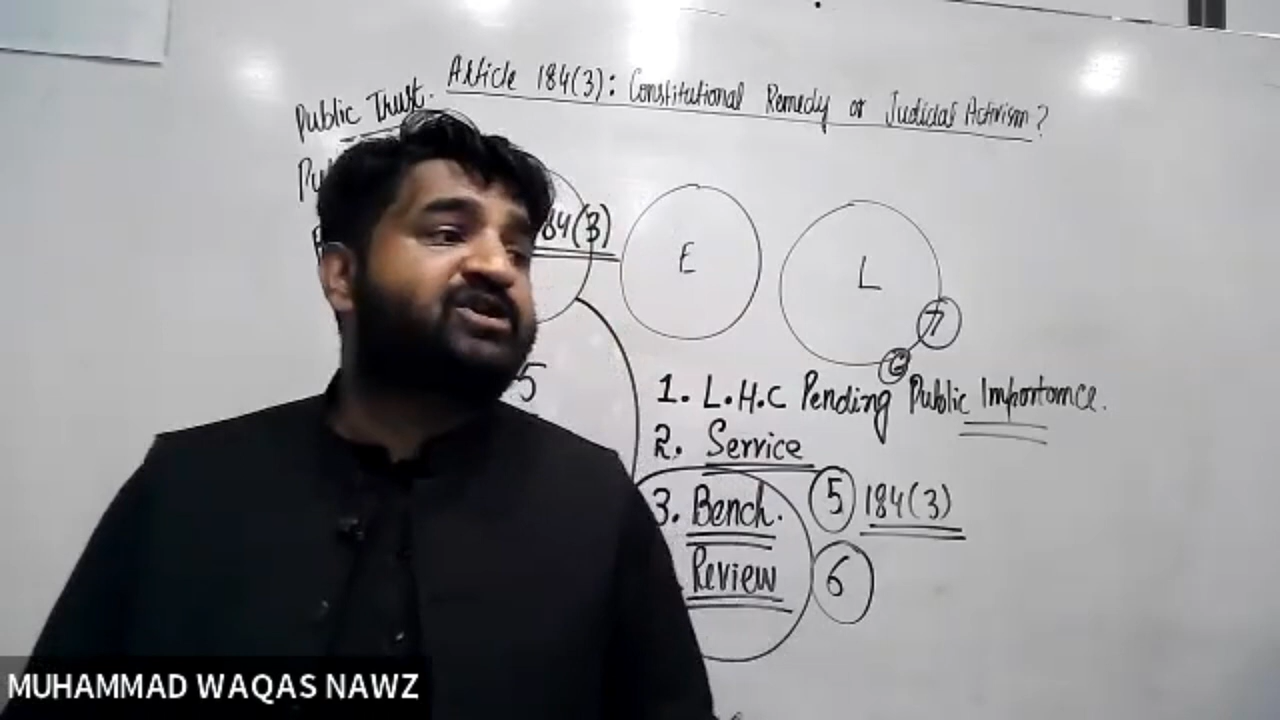 Article 184(3): Constitutional Remedy or Judicial Activism?
Public Trust.
84(3)
E
L
7
C
5
1. L.H.C Pending Public Importance.
2. Service
3. Bench. 5 184(3)
Review 6
MUHAMMAD WAQAS NAWZ